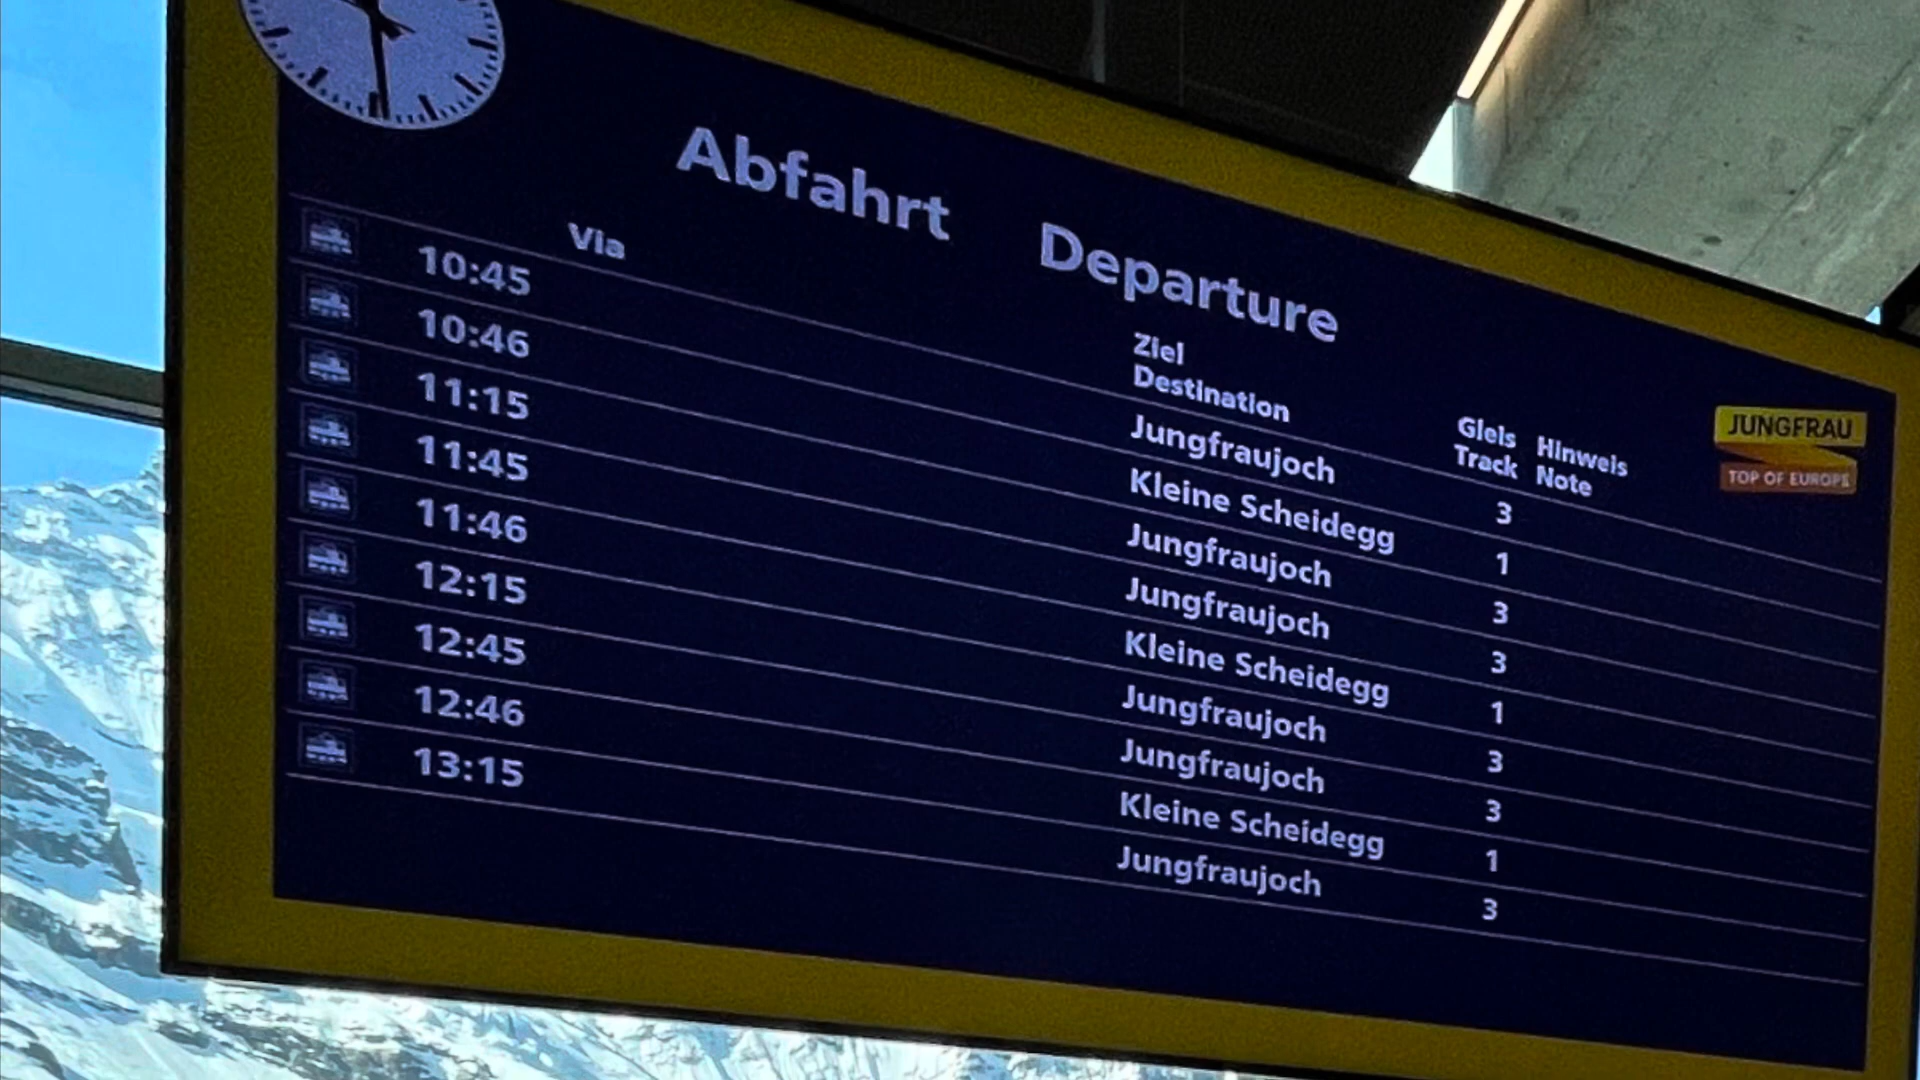 Abfahrt Departure
Via
Ziel Gleis Hinweis
Destination Track Note
JUNGFRAU
TOP OF EUROPE
10:45 Jungfraujoch 3
10:46 Kleine Scheidegg 1
11:15 Jungfraujoch 3
11:45 Jungfraujoch 3
11:46 Kleine Scheidegg 1
12:15 Jungfraujoch 3
12:45 Jungfraujoch 3
12:46 Kleine Scheidegg 1
13:15 Jungfraujoch 3